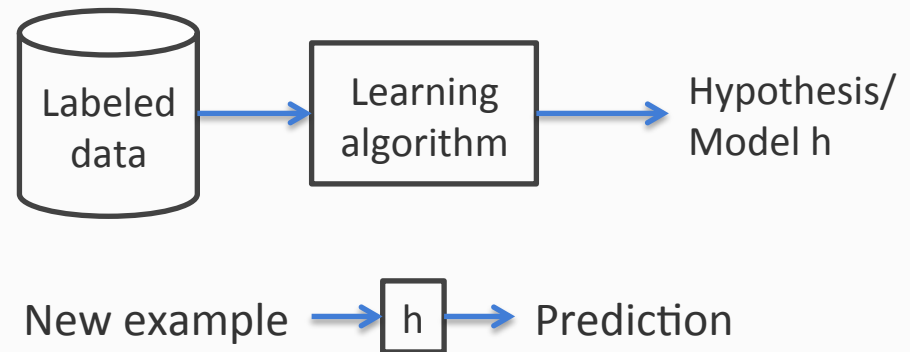 Labeled
data
Learning
algorithm
Hypothesis/
Model h
New example
h
Prediction